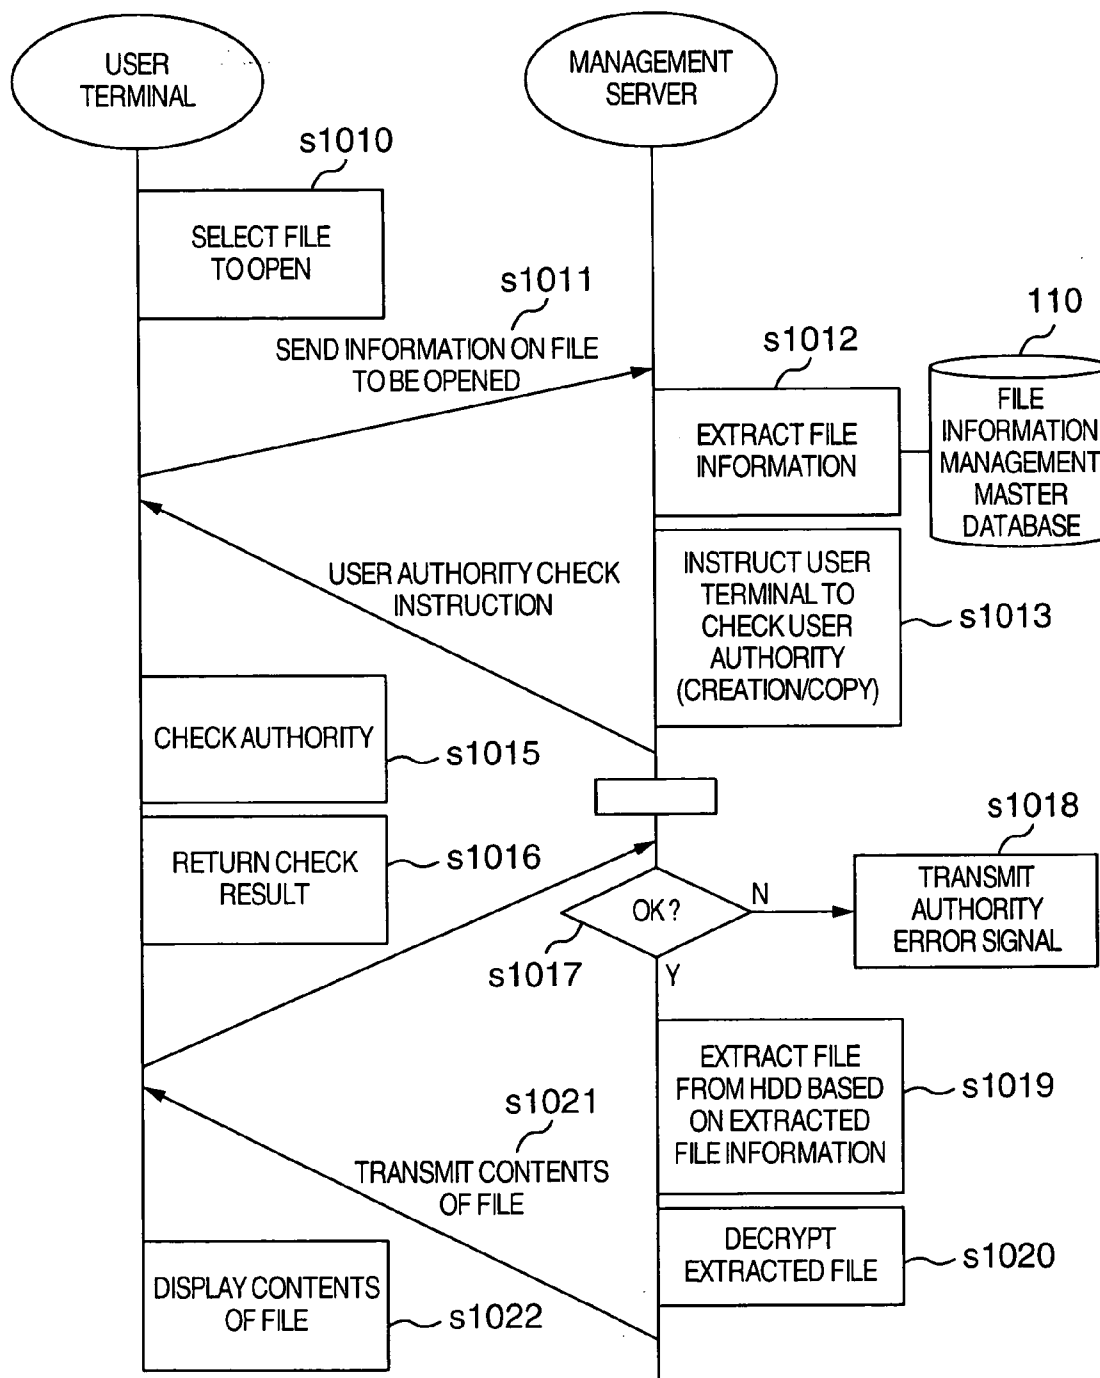 USER
TERMINAL
MANAGEMENT
SERVER
s1010
SELECT FILE
TO OPEN
s1011
SEND INFORMATION ON FILE
TO BE OPENED
s1012
EXTRACT FILE
INFORMATION
110
FILE
INFORMATION
MANAGEMENT
MASTER
DATABASE
USER AUTHORITY CHECK
INSTRUCTION
INSTRUCT USER
TERMINAL TO
CHECK USER
AUTHORITY
(CREATION/COPY)
s1013
CHECK AUTHORITY
s1015
RETURN CHECK
RESULT
s1016
OK?
N
Y
s1017
s1018
TRANSMIT
AUTHORITY
ERROR SIGNAL
EXTRACT FILE
FROM HDD BASED
ON EXTRACTED
FILE INFORMATION
s1019
s1021
TRANSMIT CONTENTS
OF FILE
DECRYPT
EXTRACTED FILE
s1020
DISPLAY CONTENTS
OF FILE
s1022